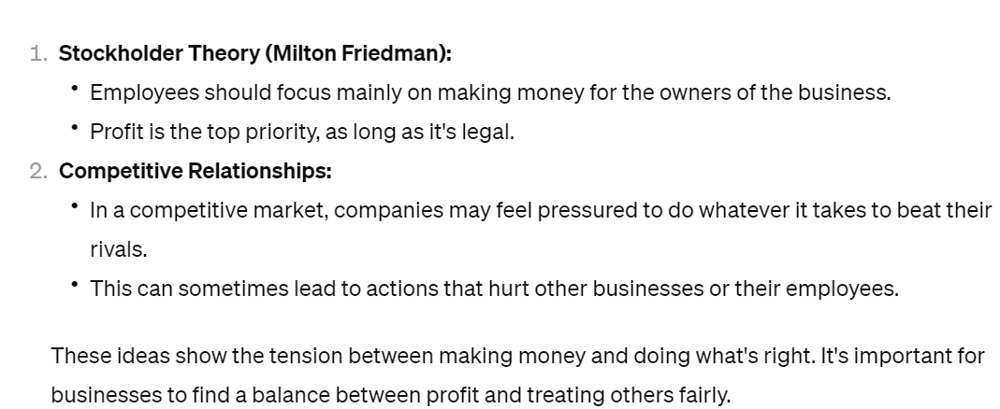 1. Stockholder Theory (Milton Friedman):
• Employees should focus mainly on making money for the owners of the business.
• Profit is the top priority, as long as it's legal.
2. Competitive Relationships:
• In a competitive market, companies may feel pressured to do whatever it takes to beat their
rivals.
• This can sometimes lead to actions that hurt other businesses or their employees.
These ideas show the tension between making money and doing what's right. It's important for
businesses to find a balance between profit and treating others fairly.